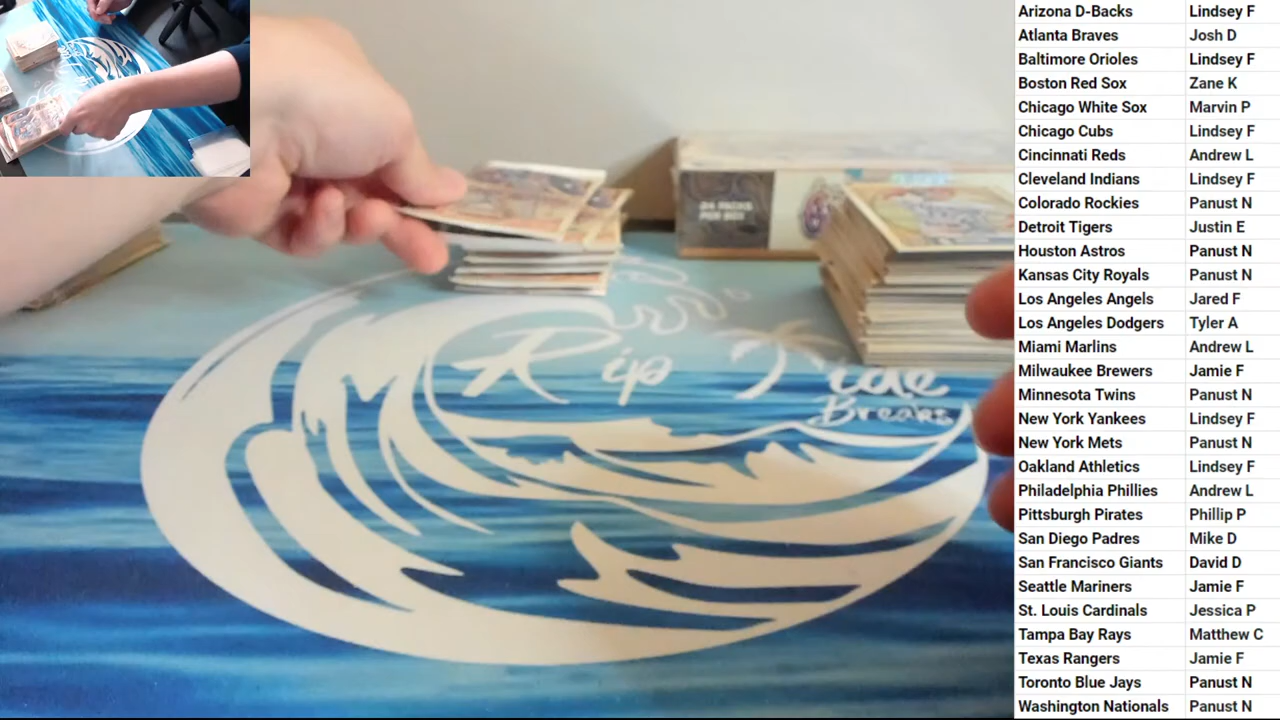 24 PACKS
PER BOX
Rip Tide
Breaks
Arizona D-Backs Lindsey F
Atlanta Braves Josh D
Baltimore Orioles Lindsey F
Boston Red Sox Zane K
Chicago White Sox Marvin P
Chicago Cubs Lindsey F
Cincinnati Reds Andrew L
Cleveland Indians Lindsey F
Colorado Rockies Panust N
Detroit Tigers Justin E
Houston Astros Panust N
Kansas City Royals Panust N
Los Angeles Angels Jared F
Los Angeles Dodgers Tyler A
Miami Marlins Andrew L
Milwaukee Brewers Jamie F
Minnesota Twins Panust N
New York Yankees Lindsey F
New York Mets Panust N
Oakland Athletics Lindsey F
Philadelphia Phillies Andrew L
Pittsburgh Pirates Phillip P
San Diego Padres Mike D
San Francisco Giants David D
Seattle Mariners Jamie F
St. Louis Cardinals Jessica P
Tampa Bay Rays Matthew C
Texas Rangers Jamie F
Toronto Blue Jays Panust N
Washington Nationals Panust N